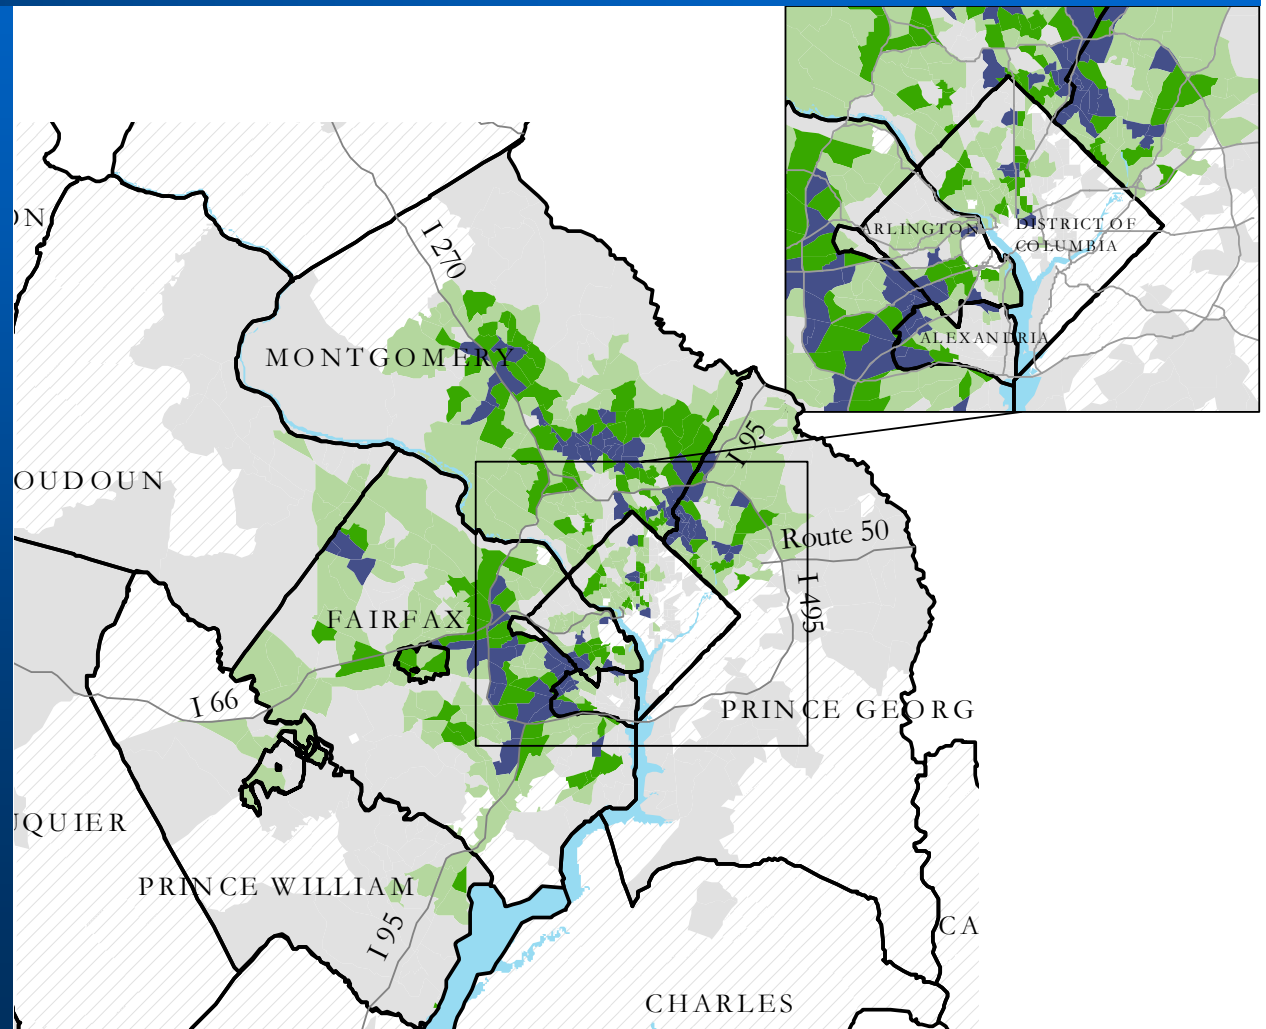 ARLINGTON
DISTRICT OF
COLUMBIA
ALEXANDRIA
ON
I 270
MONTGOMERY
I 95
OUDOUN
Route 50
I 495
FAIRFAX
I 66
PRINCE GEORG
UQUIER
PRINCE WILLIAM
I 95
CA
CHARLES